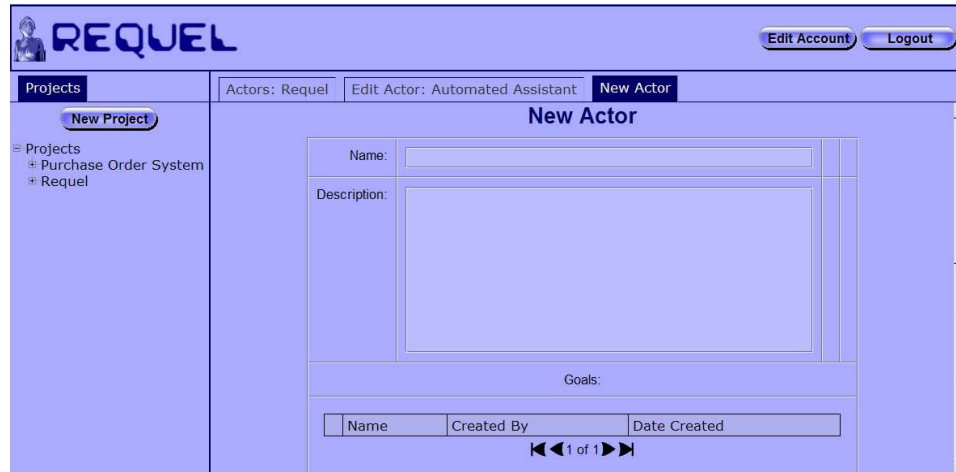 REQUEL
Edit Account Logout
Projects
Actors: Requel Edit Actor: Automated Assistant New Actor
New Project
New Actor
Projects
Purchase Order System
Requel
Name:
Description:
Goals:
Name Created By Date Created
1 of 1